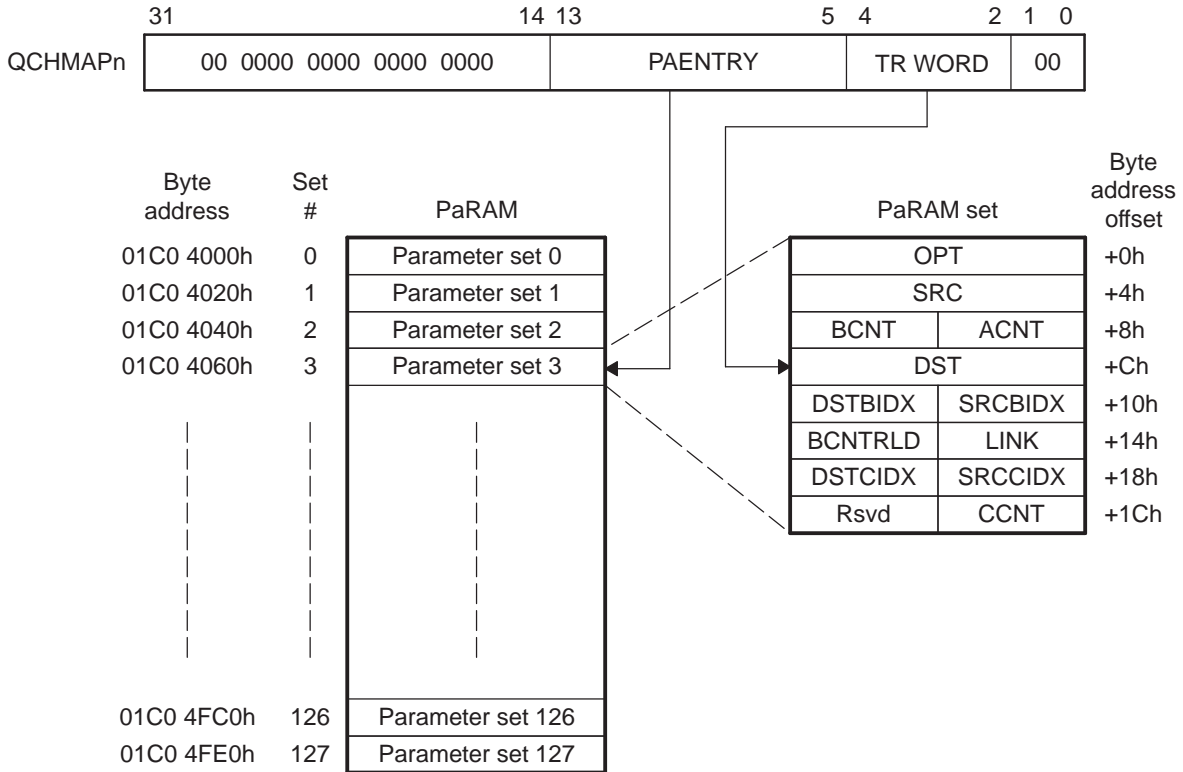 31 14 13 5 4 2 1 0
QCHMAPn 00 0000 0000 0000 0000 PAENTRY TR WORD 00
Byte address
Set #
PaRAM
01C0 4000h 0 Parameter set 0
01C0 4020h 1 Parameter set 1
01C0 4040h 2 Parameter set 2
01C0 4060h 3 Parameter set 3
01C0 4FC0h 126 Parameter set 126
01C0 4FE0h 127 Parameter set 127
PaRAM set
Byte address offset
OPT +0h
SRC +4h
BCNT ACNT +8h
DST +Ch
DSTBIDX SRCBIDX +10h
BCNTRLD LINK +14h
DSTCIDX SRCCIDX +18h
Rsvd CCNT +1Ch